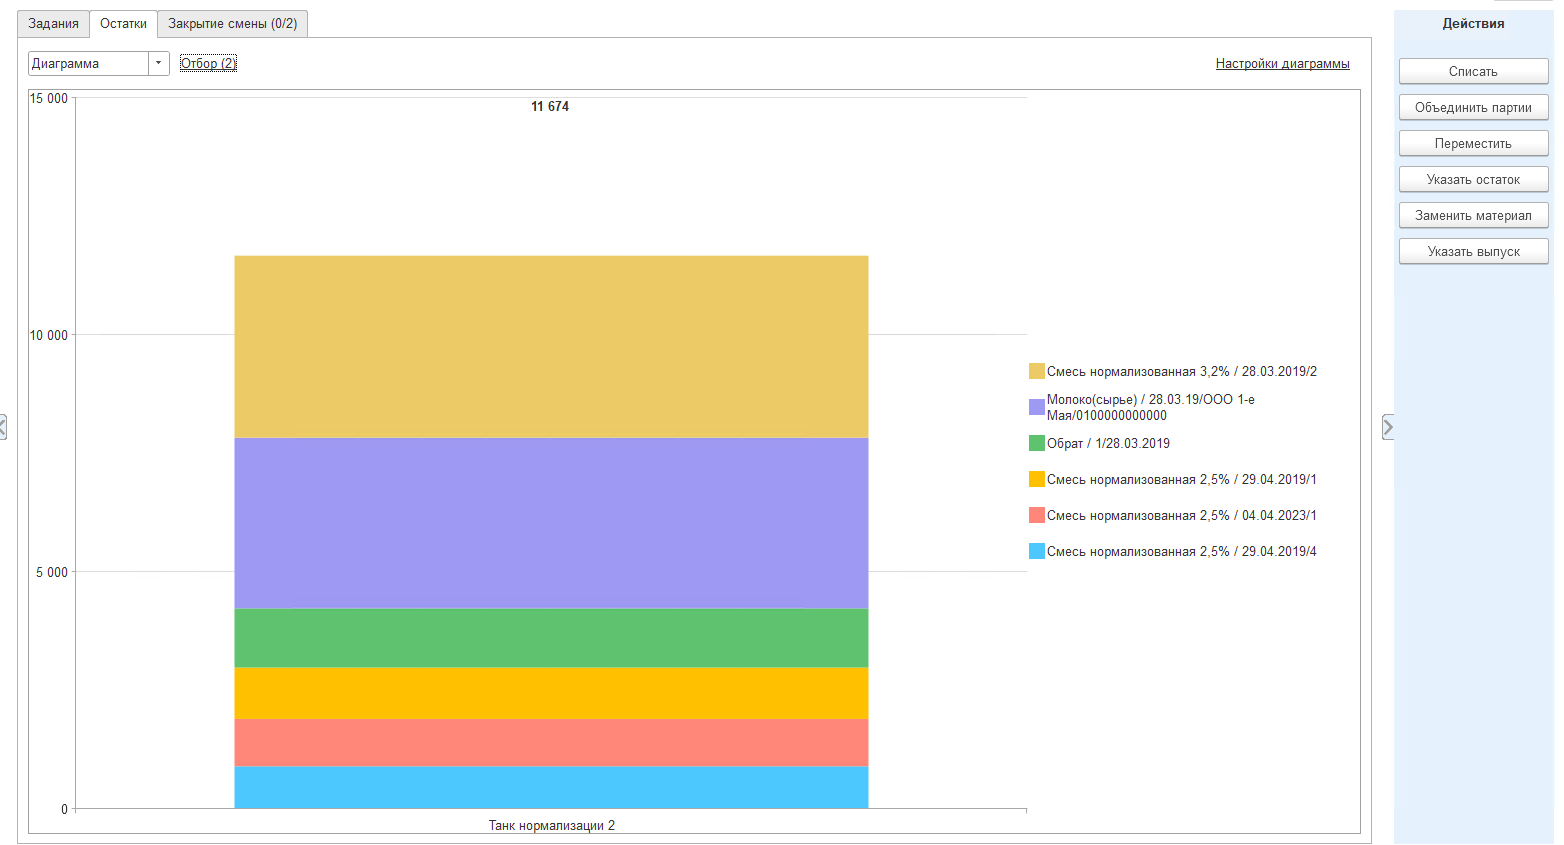 Задания
Остатки
Закрытие смены (0/2)
Диаграмма
Отбор (2)
Настройки диаграммы
15 000
11 674
10 000
5 000
0
Танк нормализации 2
Смесь нормализованная 3,2% / 28.03.2019/2
Молоко(сырье) / 28.03.19/ООО 1-е
Мая/0100000000000
Обрат / 1/28.03.2019
Смесь нормализованная 2,5% / 29.04.2019/1
Смесь нормализованная 2,5% / 04.04.2023/1
Смесь нормализованная 2,5% / 29.04.2019/4
Действия
Списать
Объединить партии
Переместить
Указать остаток
Заменить материал
Указать выпуск